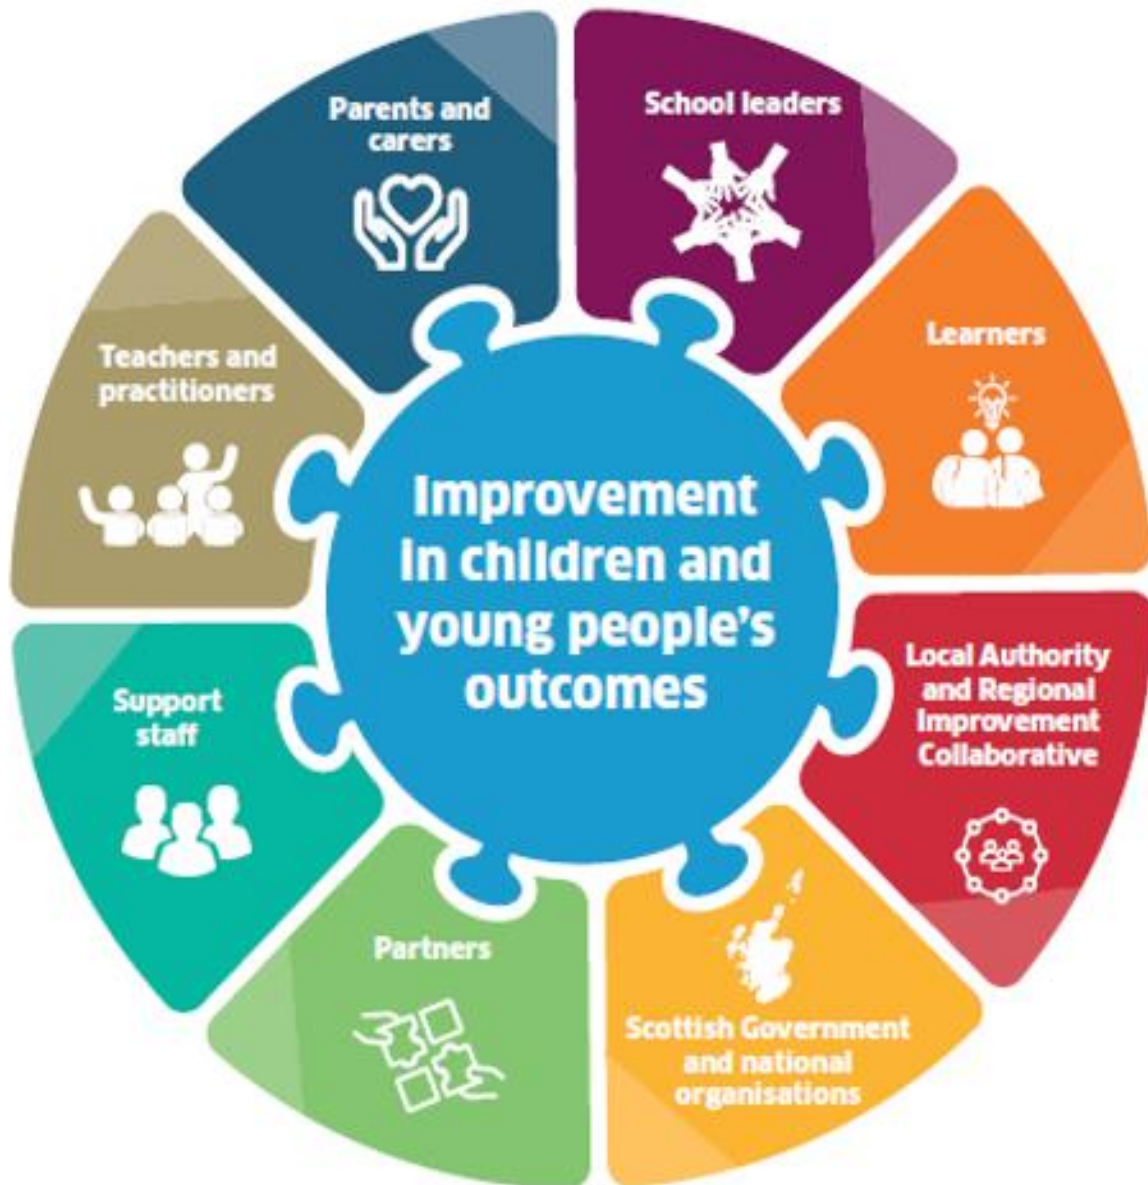 Parents and
carers
School leaders
Learners
Local Authority
and Regional
Improvement
Collaborative
Scottish Government
and national
organisations
Partners
Support
staff
Teachers and
practitioners
Improvement
in children and
young people's
outcomes